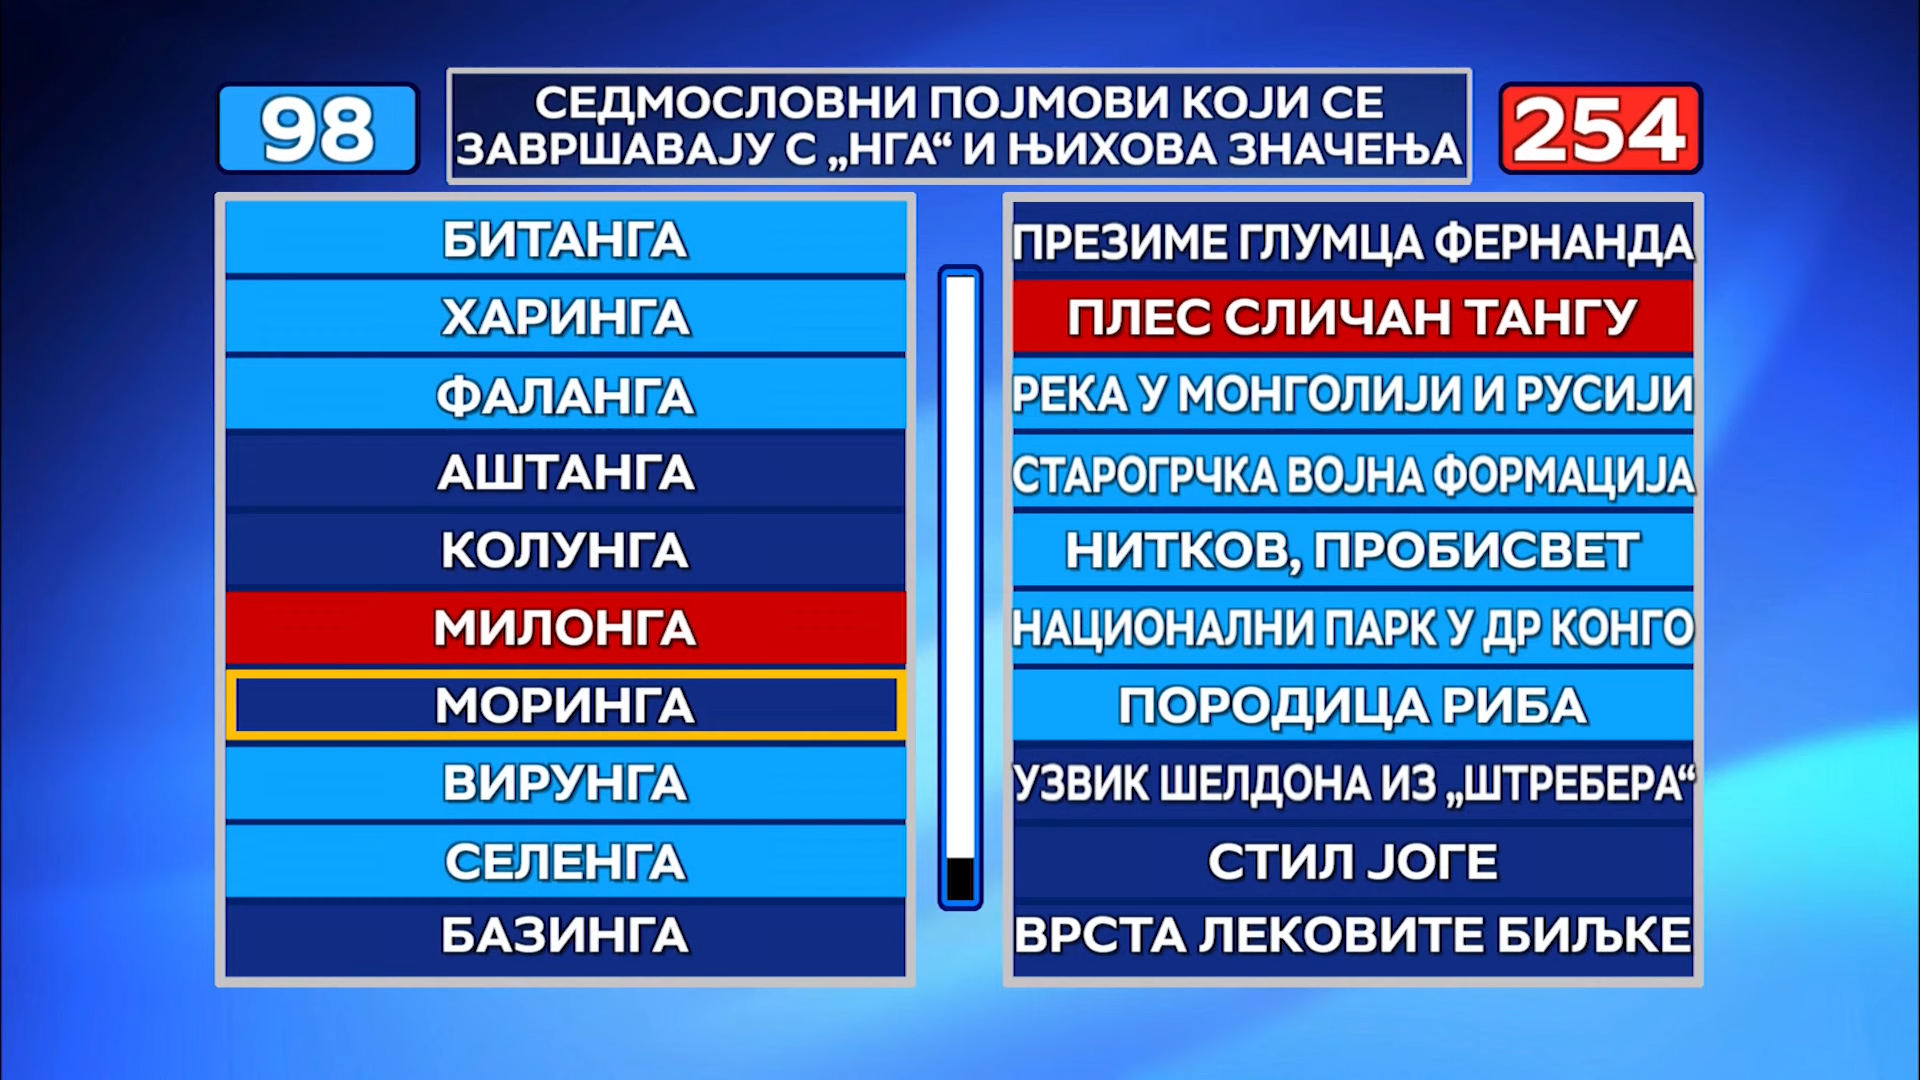 98
СЕДМОСЛОВНИ ПОЈМОВИ КОЈИ СЕ
ЗАВРШАВАЈУ С „НГА“ И ЊИХОВА ЗНАЧЕЊА
254
БИТАНГА
ХАРИНГА
ФАЛАНГА
АШТАНГА
КОЛУНГА
МИЛОНГА
МОРИНГА
ВИРУНГА
СЕЛЕНГА
БАЗИНГА
ПРЕЗИМЕ ГЛУМЦА ФЕРНАНДА
ПЛЕС СЛИЧАН ТАНГУ
РЕКА У МОНГОЛИЈИ И РУСИЈИ
СТАРОГРЧКА ВОЈНА ФОРМАЦИЈА
НИТКОВ, ПРОБИСВЕТ
НАЦИОНАЛНИ ПАРК У ДР КОНГО
ПОРОДИЦА РИБА
УЗВИК ШЕЛДОНА ИЗ „ШТРЕБЕРА“
СТИЛ ЈОГЕ
ВРСТА ЛЕКОВИТЕ БИЉКЕ